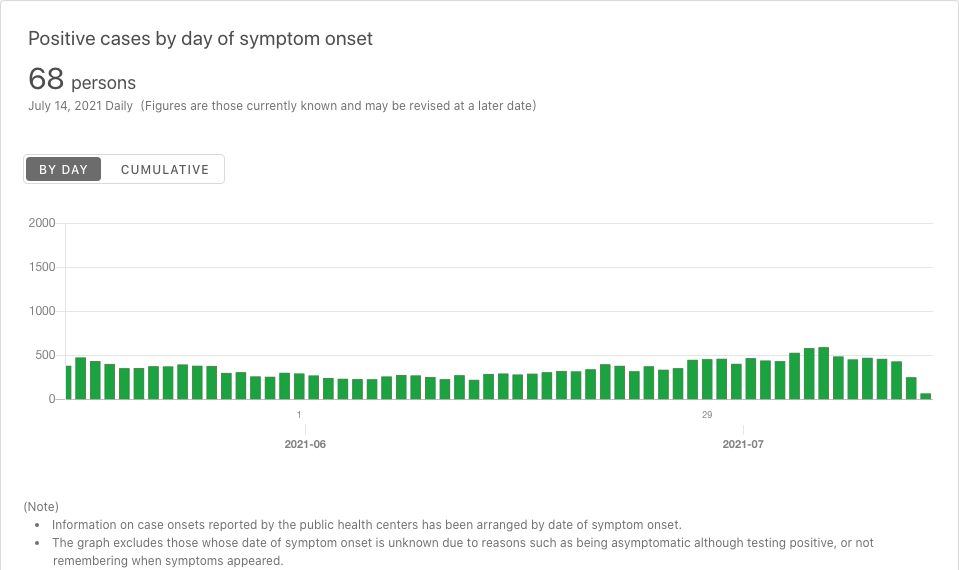 Positive cases by day of symptom onset
68 persons
July 14, 2021 Daily (Figures are those currently known and may be revised at a later date)
BY DAY CUMULATIVE
2000
1500
1000
500
0
1 29
2021-06 2021-07
(Note)
• Information on case onsets reported by the public health centers has been arranged by date of symptom onset.
• The graph excludes those whose date of symptom onset is unknown due to reasons such as being asymptomatic although testing positive, or not
remembering when symptoms appeared.